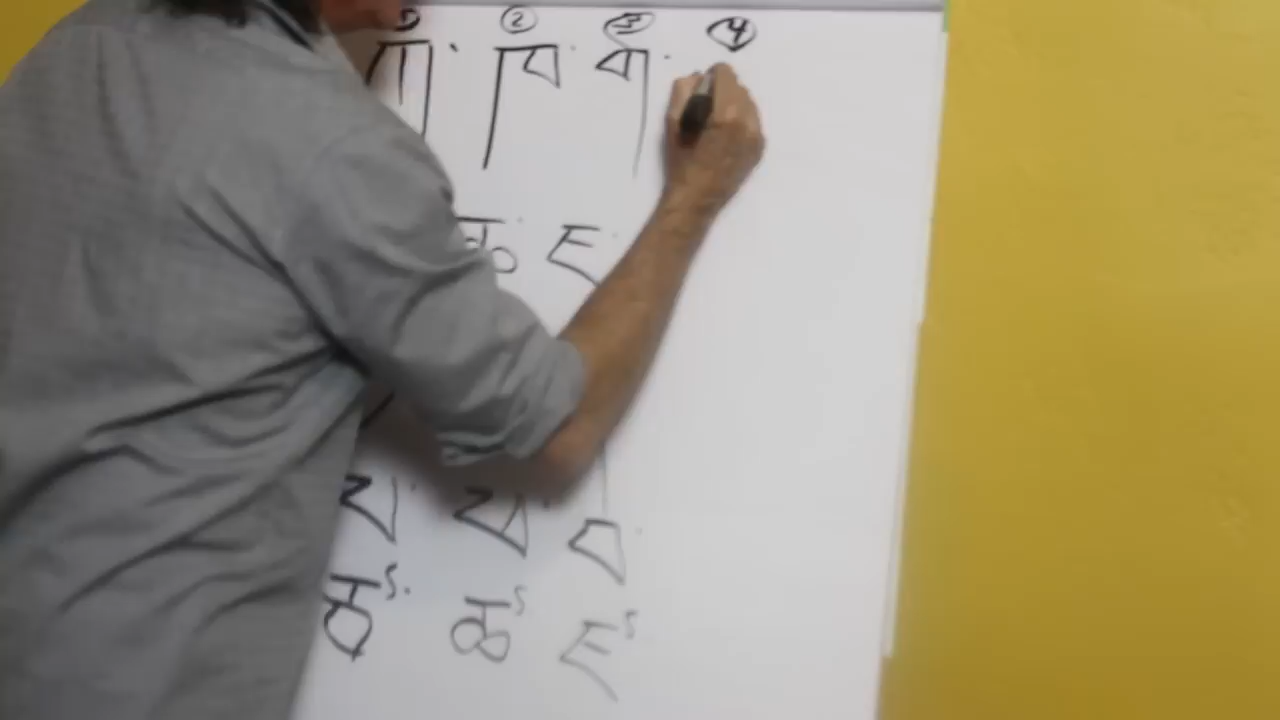 ② ③ ④
ཀ་ ཁ་ ག་
ཆ་ ཇ་
པ་ ཕ་ བ་
ཙ་ ཚ ཛ